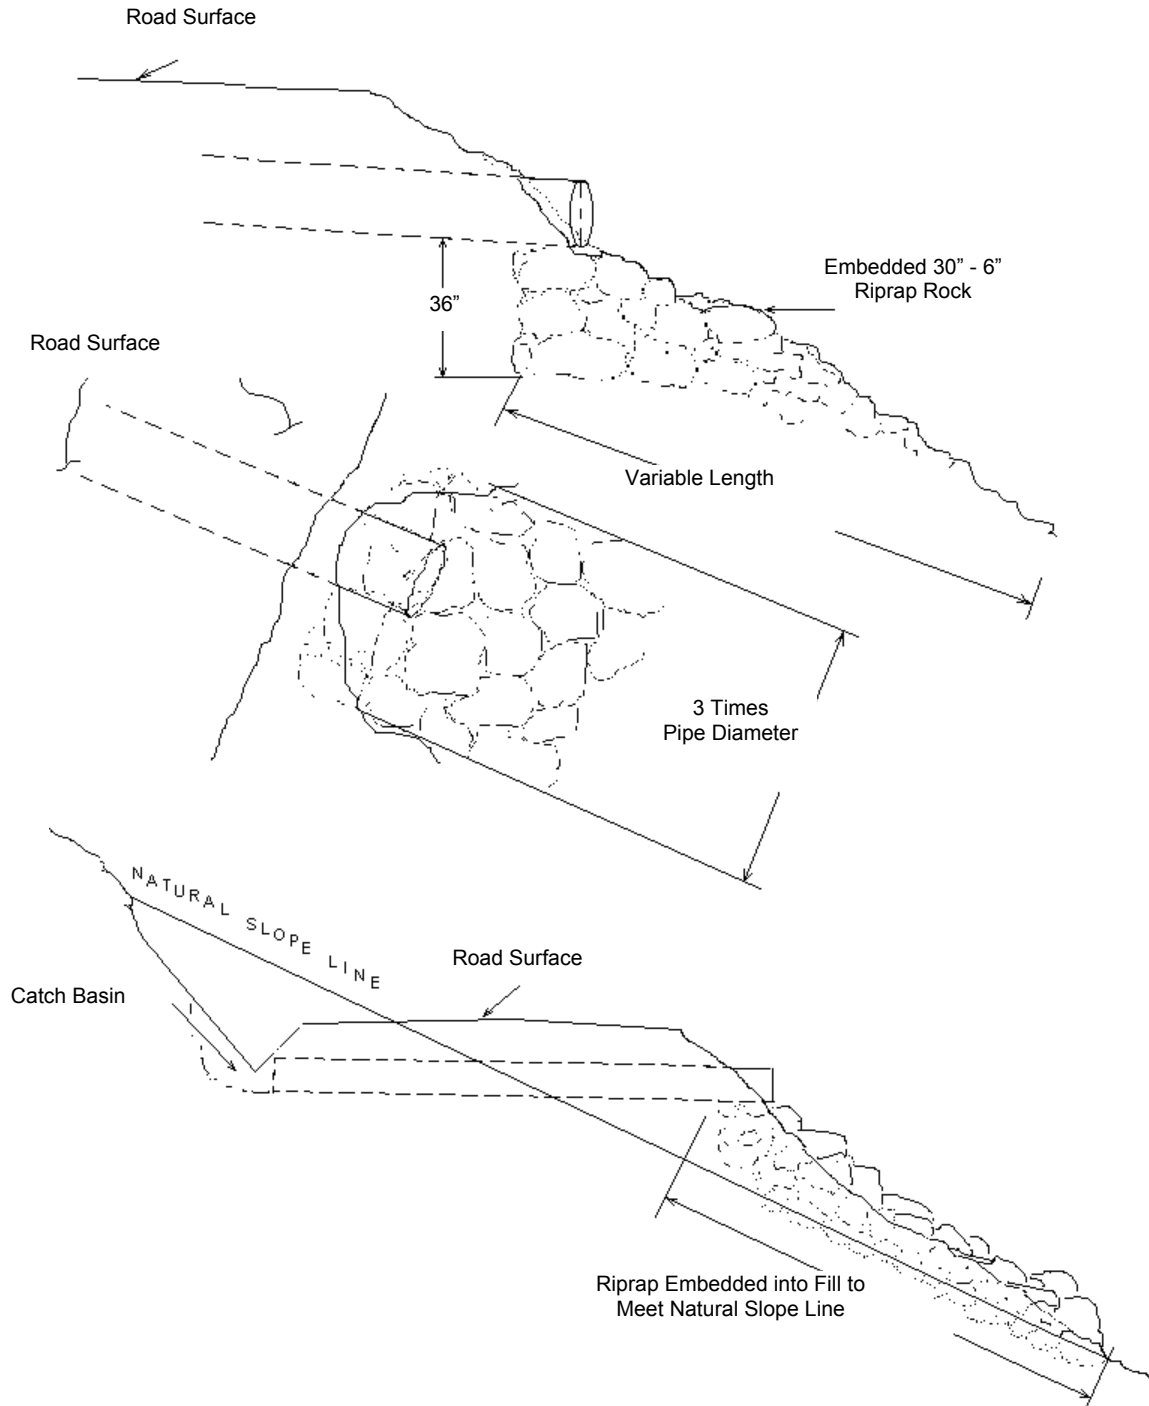 Road Surface
Embedded 30” - 6”
Riprap Rock
36”
Road Surface
Variable Length
3 Times
Pipe Diameter
NATURAL SLOPE LINE
Road Surface
Catch Basin
Riprap Embedded into Fill to
Meet Natural Slope Line